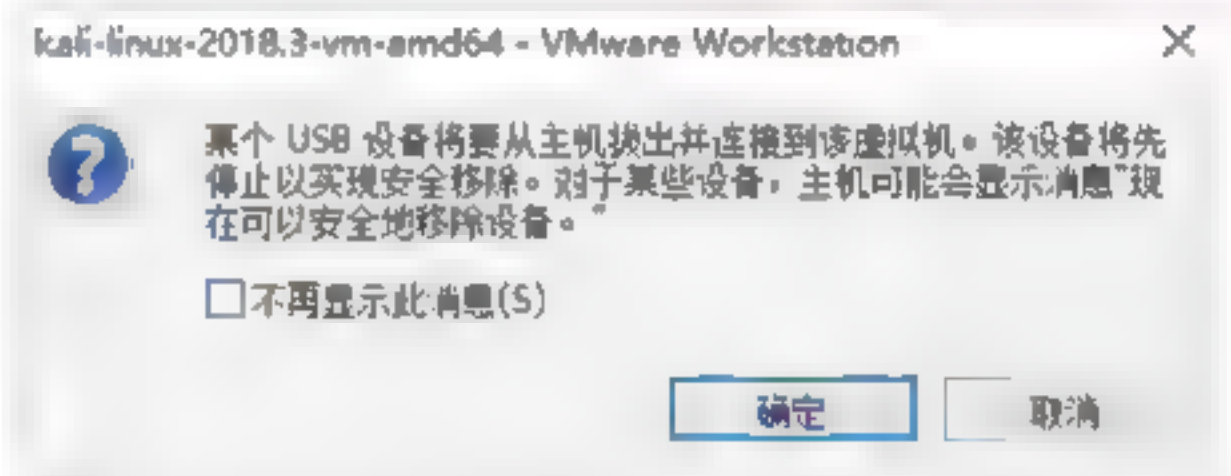 kali-linux-2018.3-vm-amd64 - VMware Workstation
某个 USB 设备将要从主机拔出并连接到该虚拟机。该设备将先
停止以实现安全移除。对于某些设备，主机可能会显示消息“现
在可以安全地移除设备。”
不再显示此消息(S)
确定
取消